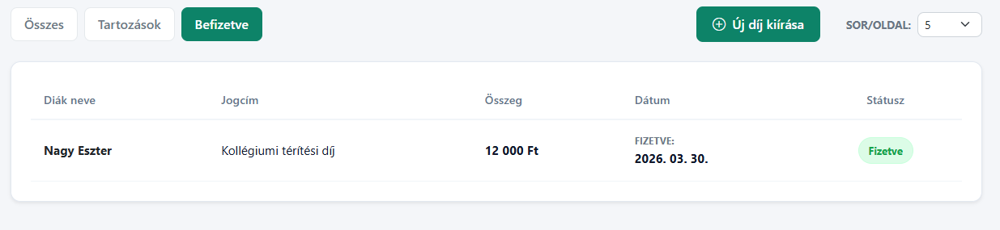 Összes Tartozások Befizetve Új díj kiírása SOR/OLDAL: 5
Diák neve Jogcím Összeg Dátum Státusz
Nagy Eszter Kollégiumi térítési díj 12 000 Ft FIZETVE: Fizetve
2026. 03. 30.